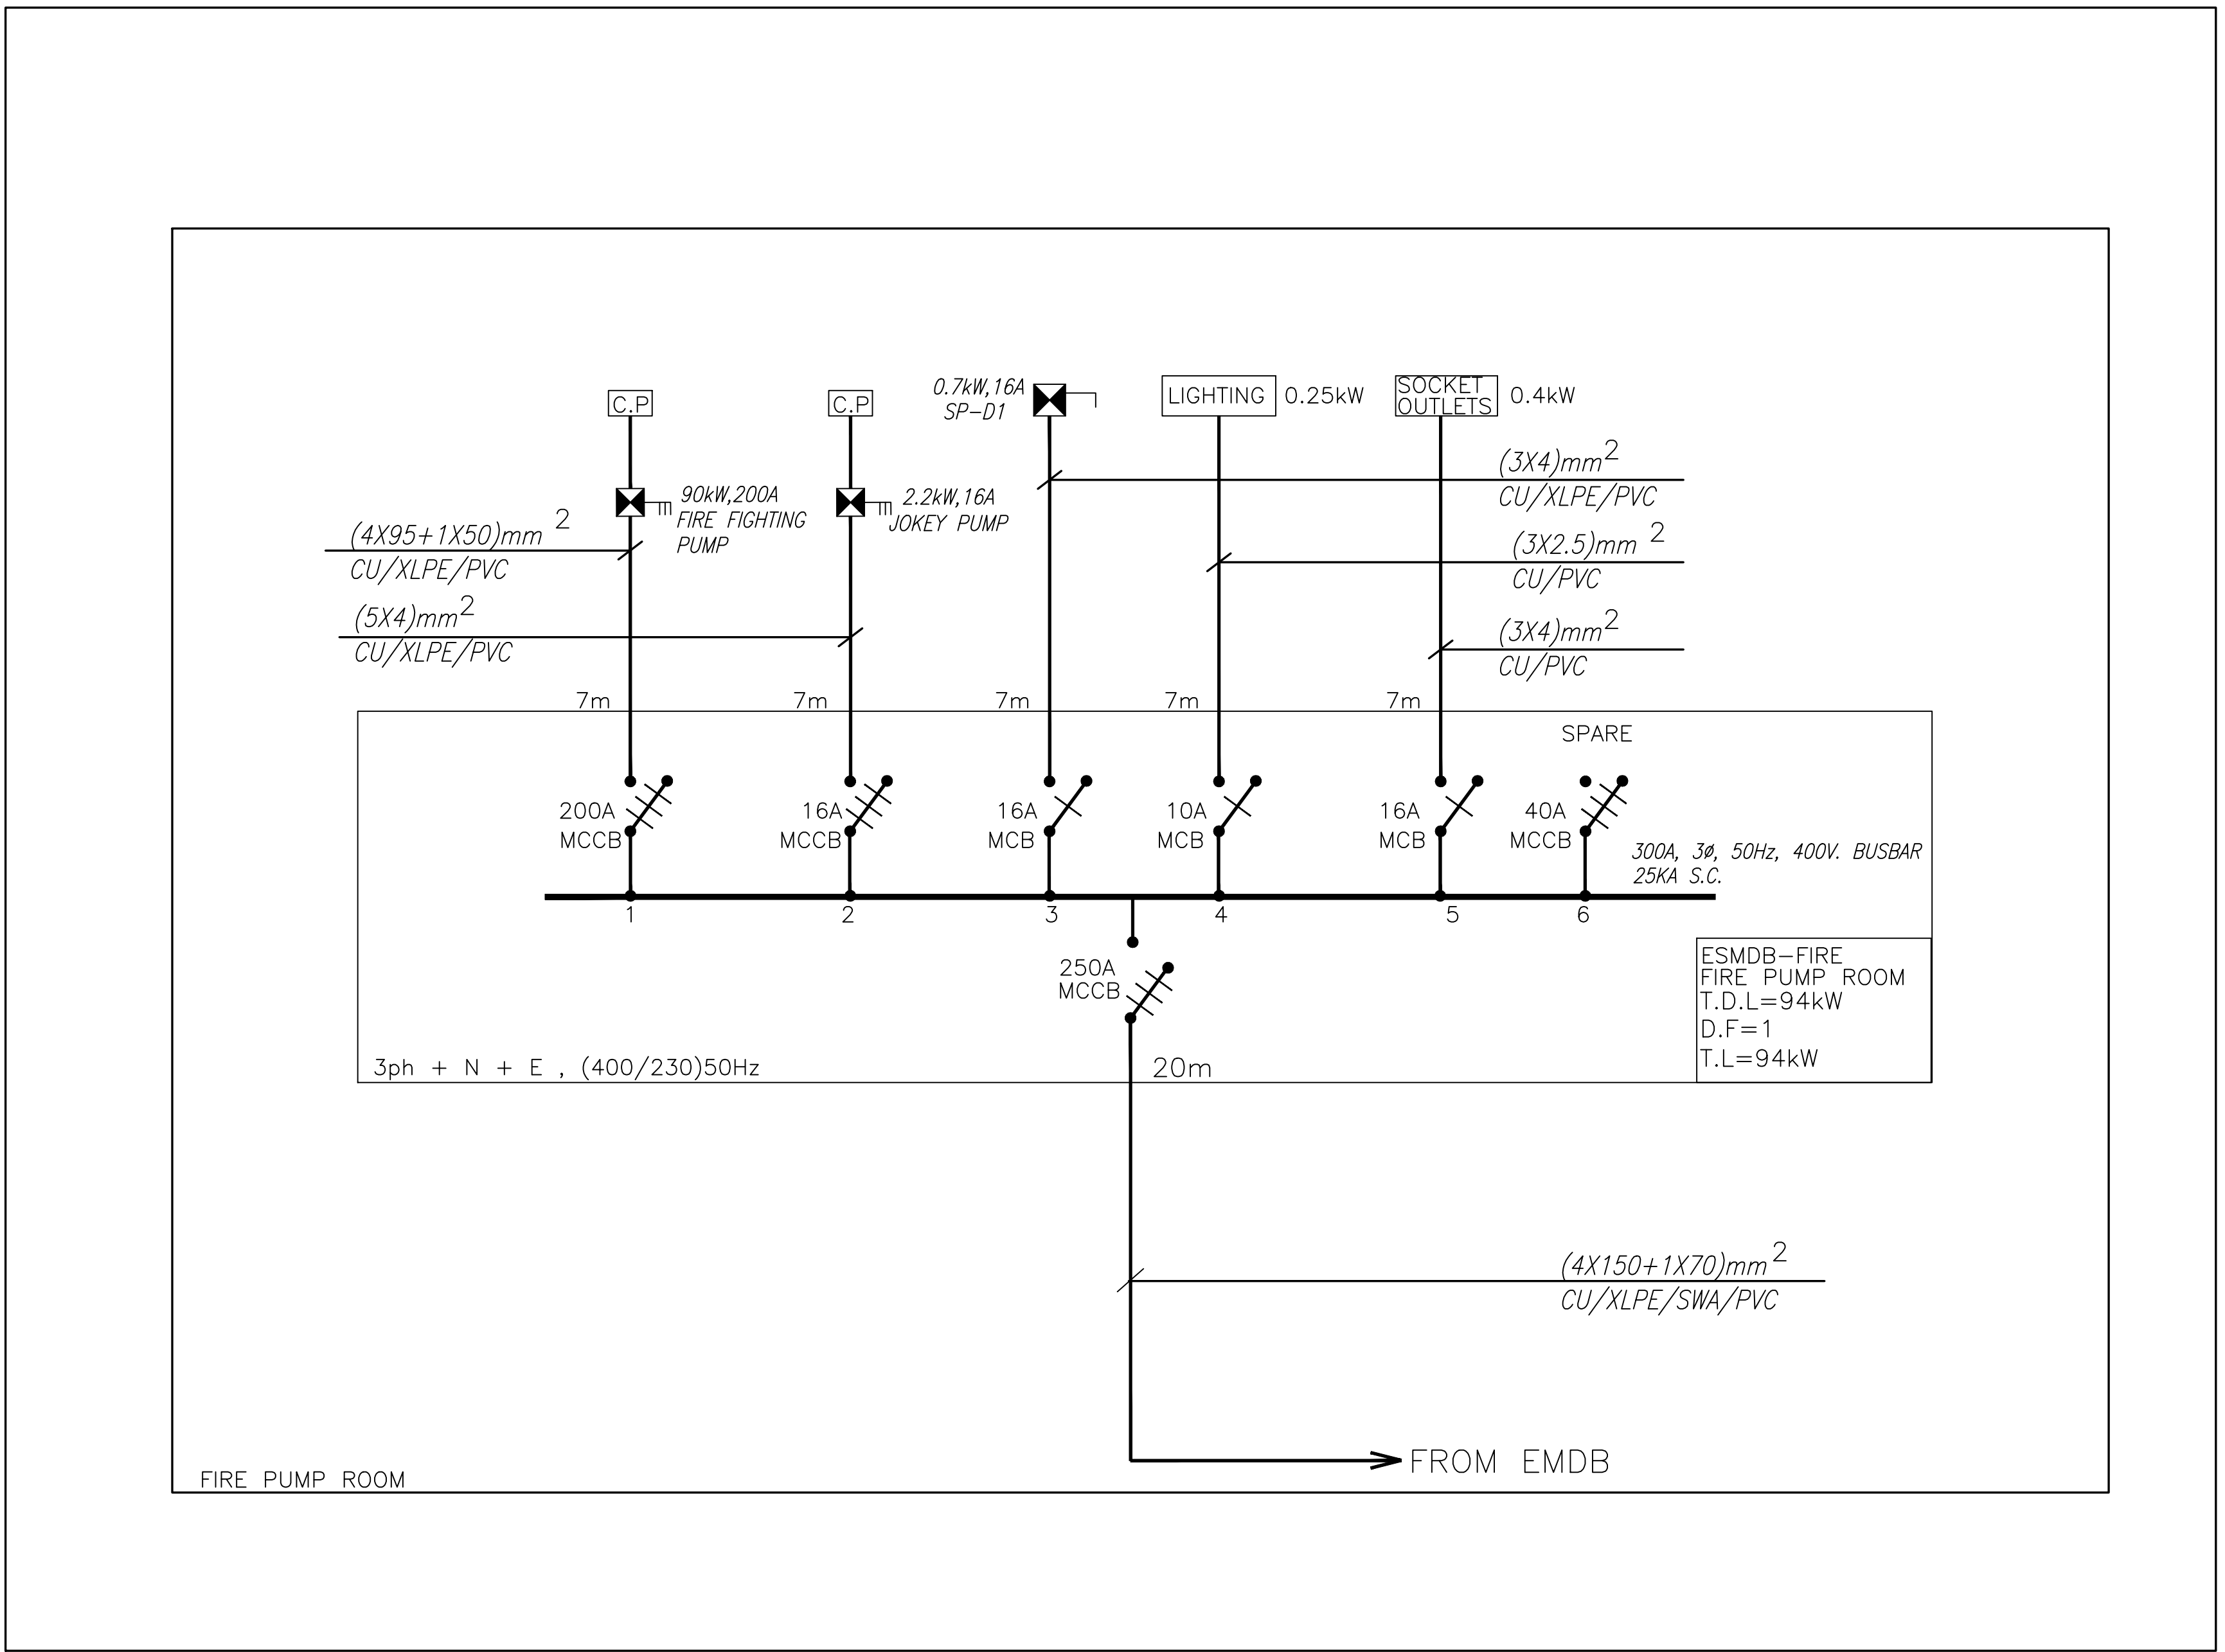 C.P
C.P
0.7kW,16A
SP-D1
LIGHTING
0.25kW
SOCKET
OUTLETS
0.4kW
(3X4)mm²
CU/XLPE/PVC
90kW,200A
FIRE FIGHTING
PUMP
2.2kW,16A
JOKEY PUMP
(4X95+1X50)mm ²
CU/XLPE/PVC
(3X2.5)mm ²
CU/PVC
(5X4)mm²
CU/XLPE/PVC
(3X4)mm²
CU/PVC
7m
7m
7m
7m
7m
SPARE
200A
MCCB
16A
MCCB
16A
MCB
10A
MCB
16A
MCB
40A
MCCB
300A, 3ø, 50Hz, 400V. BUSBAR
25KA S.C.
1
2
3
4
5
6
250A
MCCB
ESMDB-FIRE
FIRE PUMP ROOM
T.D.L=94kW
D.F=1
T.L=94kW
3ph + N + E , (400/230)50Hz
20m
(4X150+1X70)mm²
CU/XLPE/SWA/PVC
FROM EMDB
FIRE PUMP ROOM